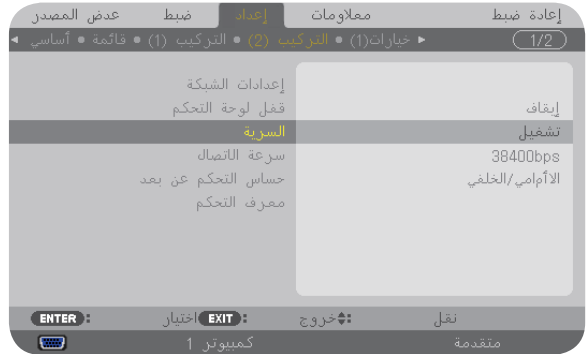 إعادة ضبط معلومات إعداد ضبط عرض المصدر
1/2 ► خيارات(1) ● التركيب (2) ● التركيب (1) ● قائمة ● أساسي ◄
إعدادات الشبكة
قفل لوحة التحكم إيقاف
السرية تشغيل
سرعة الاتصال 38400bps
حساس التحكم عن بعد الاأمامي/الخلفي
معرف التحكم
نقل :خروج EXIT :اختيار ENTER :
متقدمة كمبيوتر 1